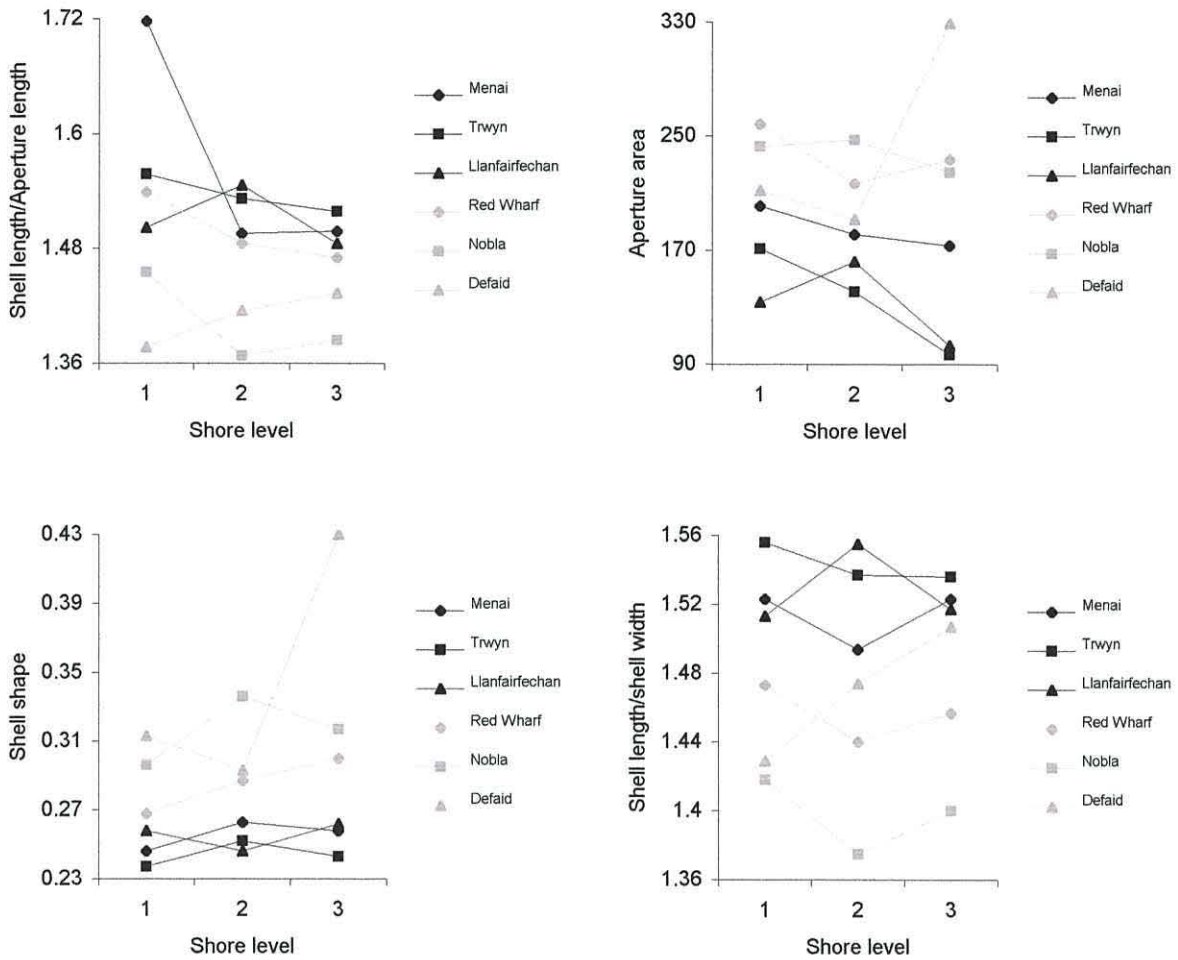 Shell length/Aperture length
1.72
1.6
1.48
1.36
1 2 3
Shore level
Menai
Trwyn
Llanfairfechan
Red Wharf
Nobla
Defaid
Aperture area
330
250
170
90
1 2 3
Shore level
Menai
Trwyn
Llanfairfechan
Red Wharf
Nobla
Defaid
Shell shape
0.43
0.39
0.35
0.31
0.27
0.23
1 2 3
Shore level
Menai
Trwyn
Llanfairfechan
Red Wharf
Nobla
Defaid
Shell length/shell width
1.56
1.52
1.48
1.44
1.4
1.36
1 2 3
Shore level
Menai
Trwyn
Llanfairfechan
Red Wharf
Nobla
Defaid